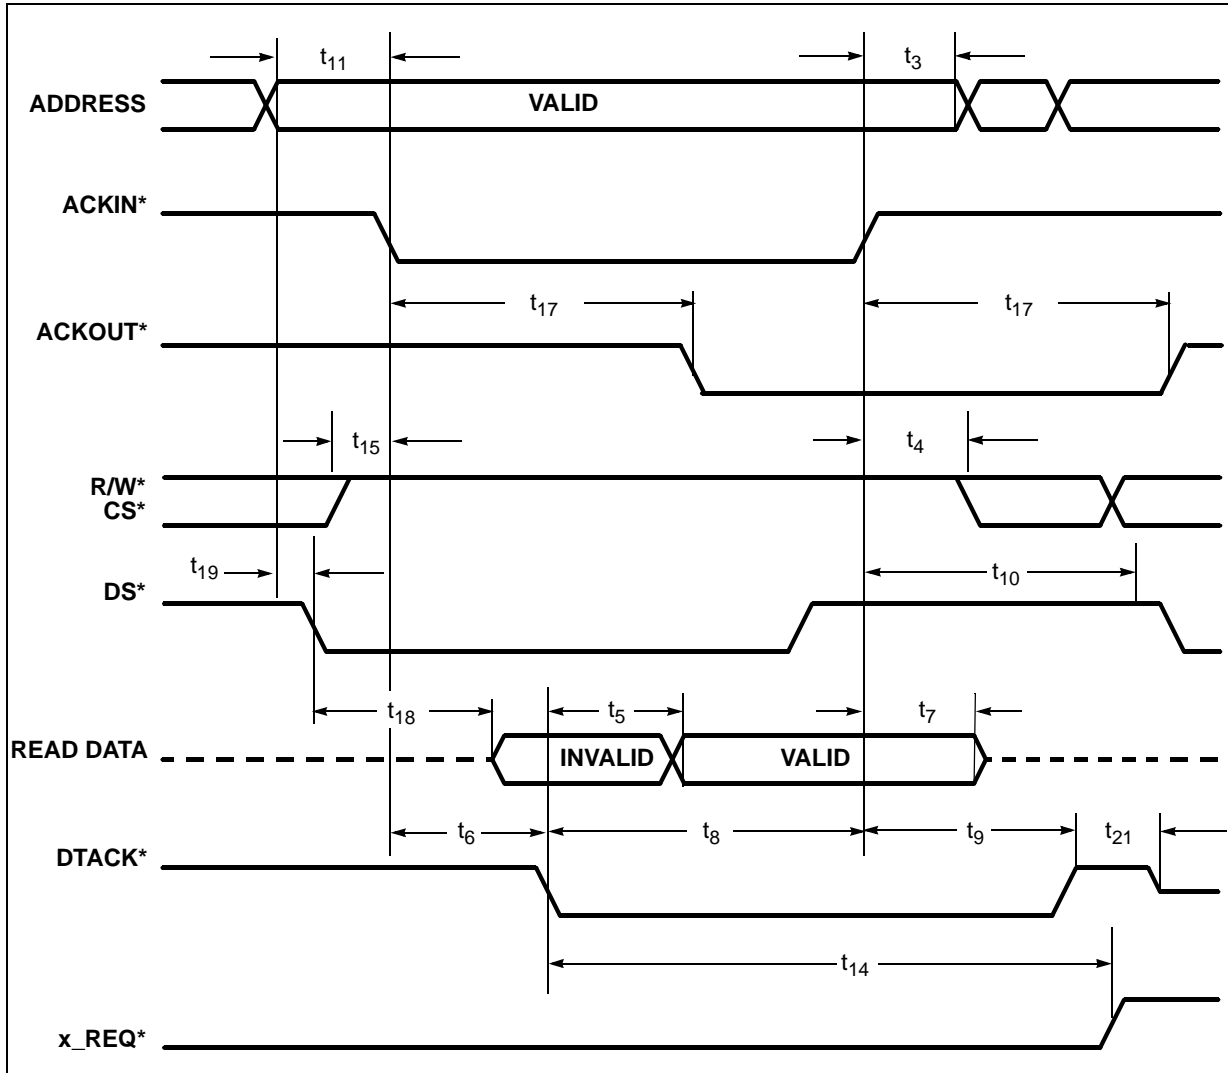 t11 t3
ADDRESS VALID
ACKIN*
t17 t17
ACKOUT*
t15 t4
R/W*
CS*
t19 t10
DS*
t18 t5 t7
READ DATA INVALID VALID
t6 t8 t9 t21
DTACK*
t14
x_REQ*